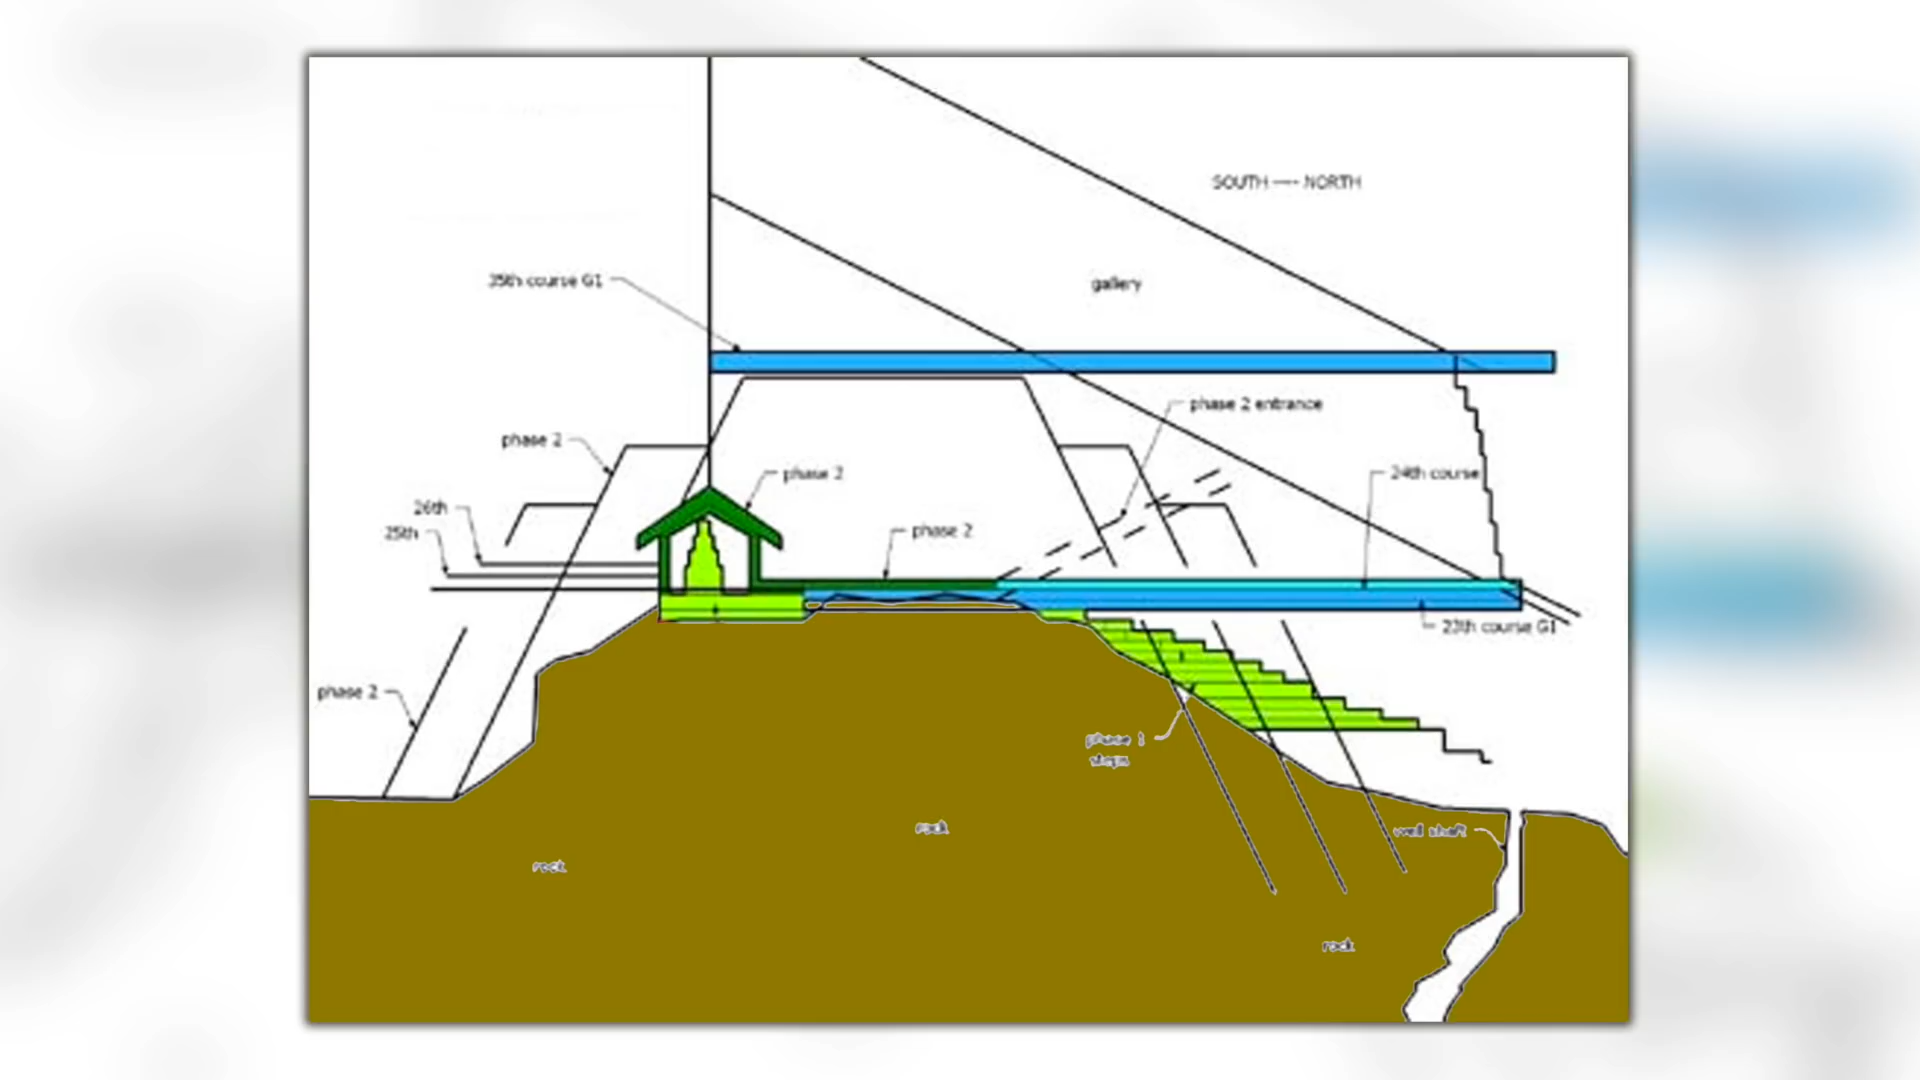 SOUTH ---- NORTH
35th course G1
gallery
phase 2 entrance
phase 2
phase 2
24th course
26th
25th
phase 2
23th course G1
phase 2
phase 1
steps
rock
well shaft
rock
rock